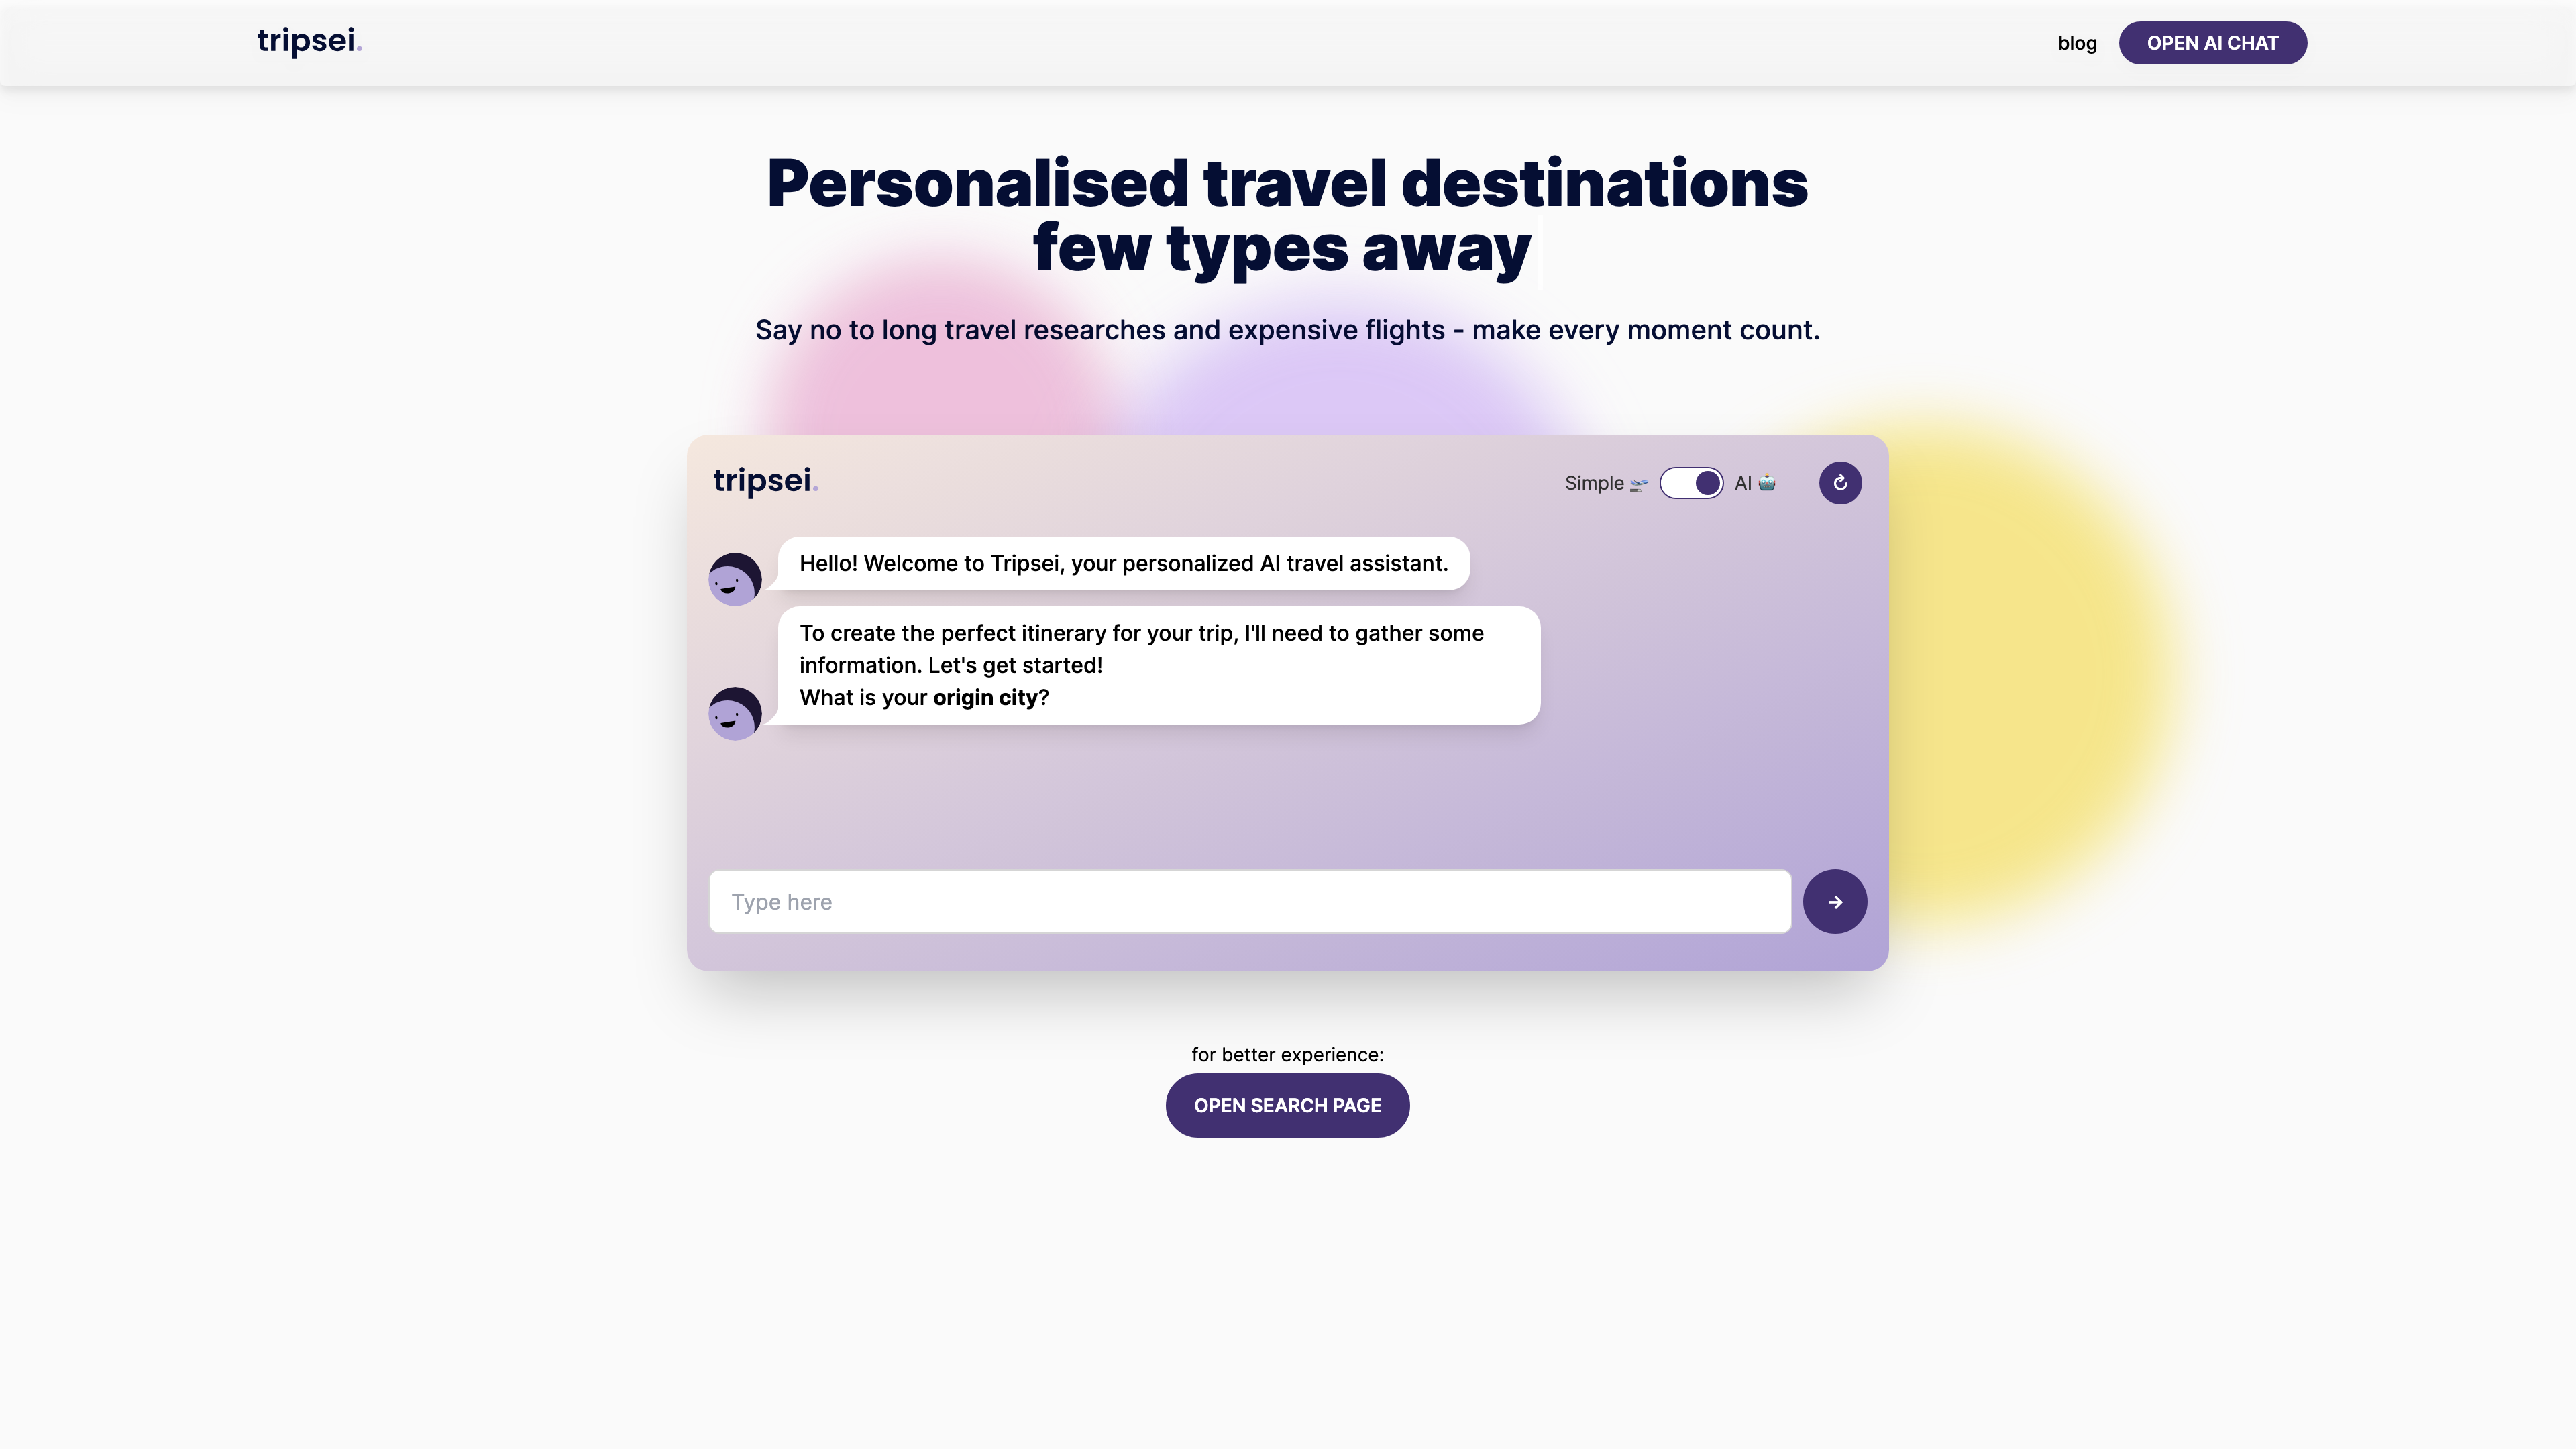 tripsei.
blog
OPEN AI CHAT
Personalised travel destinations
few types away
Say no to long travel researches and expensive flights - make every moment count.
tripsei.
Simple 🛫
AI 🤖
Hello! Welcome to Tripsei, your personalized AI travel assistant.
To create the perfect itinerary for your trip, I'll need to gather some
information. Let's get started!
What is your origin city?
Type here
for better experience:
OPEN SEARCH PAGE